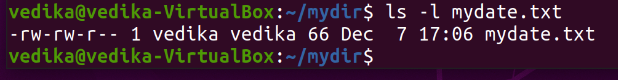 vedika@vedika-VirtualBox:~/mydir$ ls -l mydate.txt
-rw-rw-r-- 1 vedika vedika 66 Dec  7 17:06 mydate.txt
vedika@vedika-VirtualBox:~/mydir$